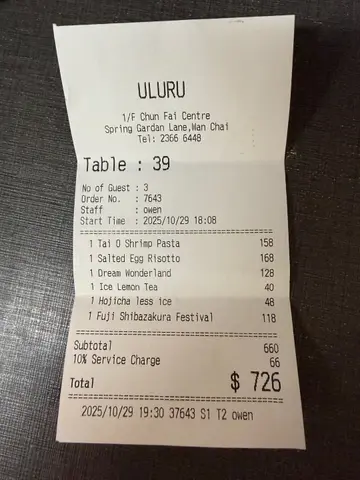 ULURU
1/F Chun Fai Centre
Spring Gardan Lane,Wan Chai
Tel: 2366 6448
Table : 39
No of Guest : 3
Order No. : 7643
Staff : owen
Start Time : 2025/10/29 18:08
1 Tai O Shrimp Pasta 158
1 Salted Egg Risotto 168
1 Dream Wonderland 128
1 Ice Lemon Tea 40
1 Hojicha less ice 48
1 Fuji Shibazakura Festival 118
Subtotal 660
10% Service Charge 66
Total $ 726
2025/10/29 19:30 37643 S1 T2 owen